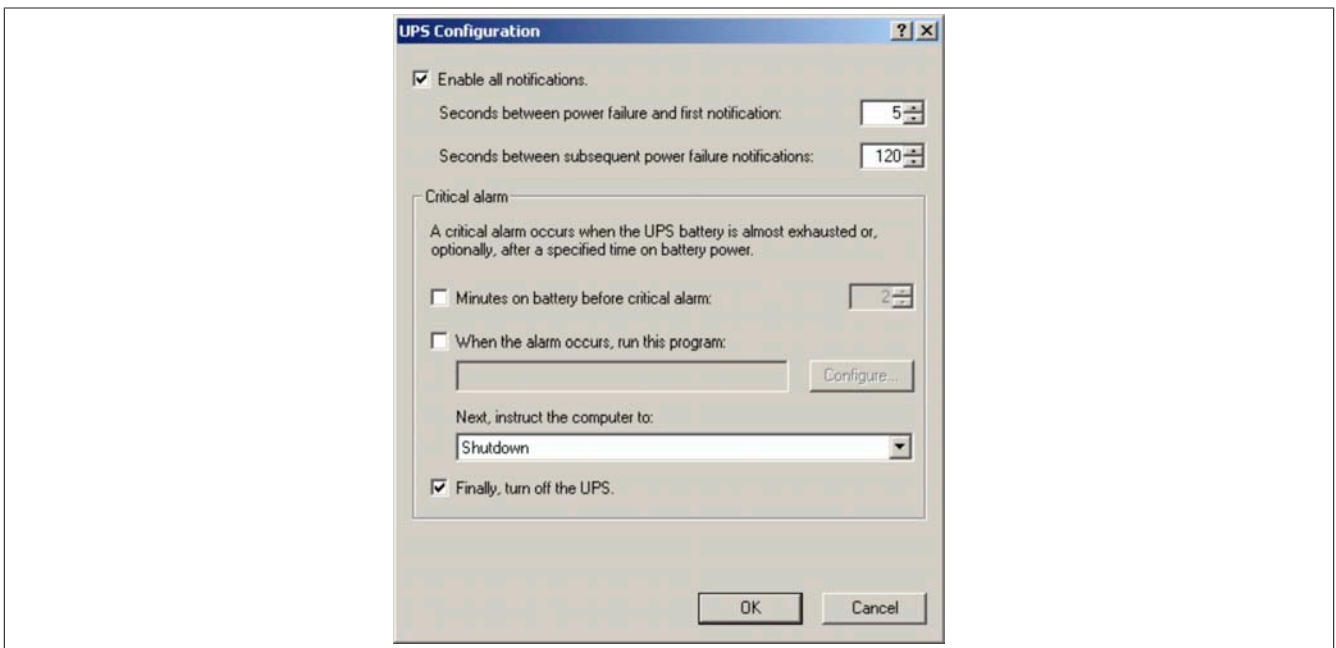 UPS Configuration
Enable all notifications.
Seconds between power failure and first notification: 5
Seconds between subsequent power failure notifications: 120
Critical alarm
A critical alarm occurs when the UPS battery is almost exhausted or,
optionally, after a specified time on battery power.
Minutes on battery before critical alarm: 2
When the alarm occurs, run this program:
Configure...
Next, instruct the computer to:
Shutdown
Finally, turn off the UPS.
OK Cancel